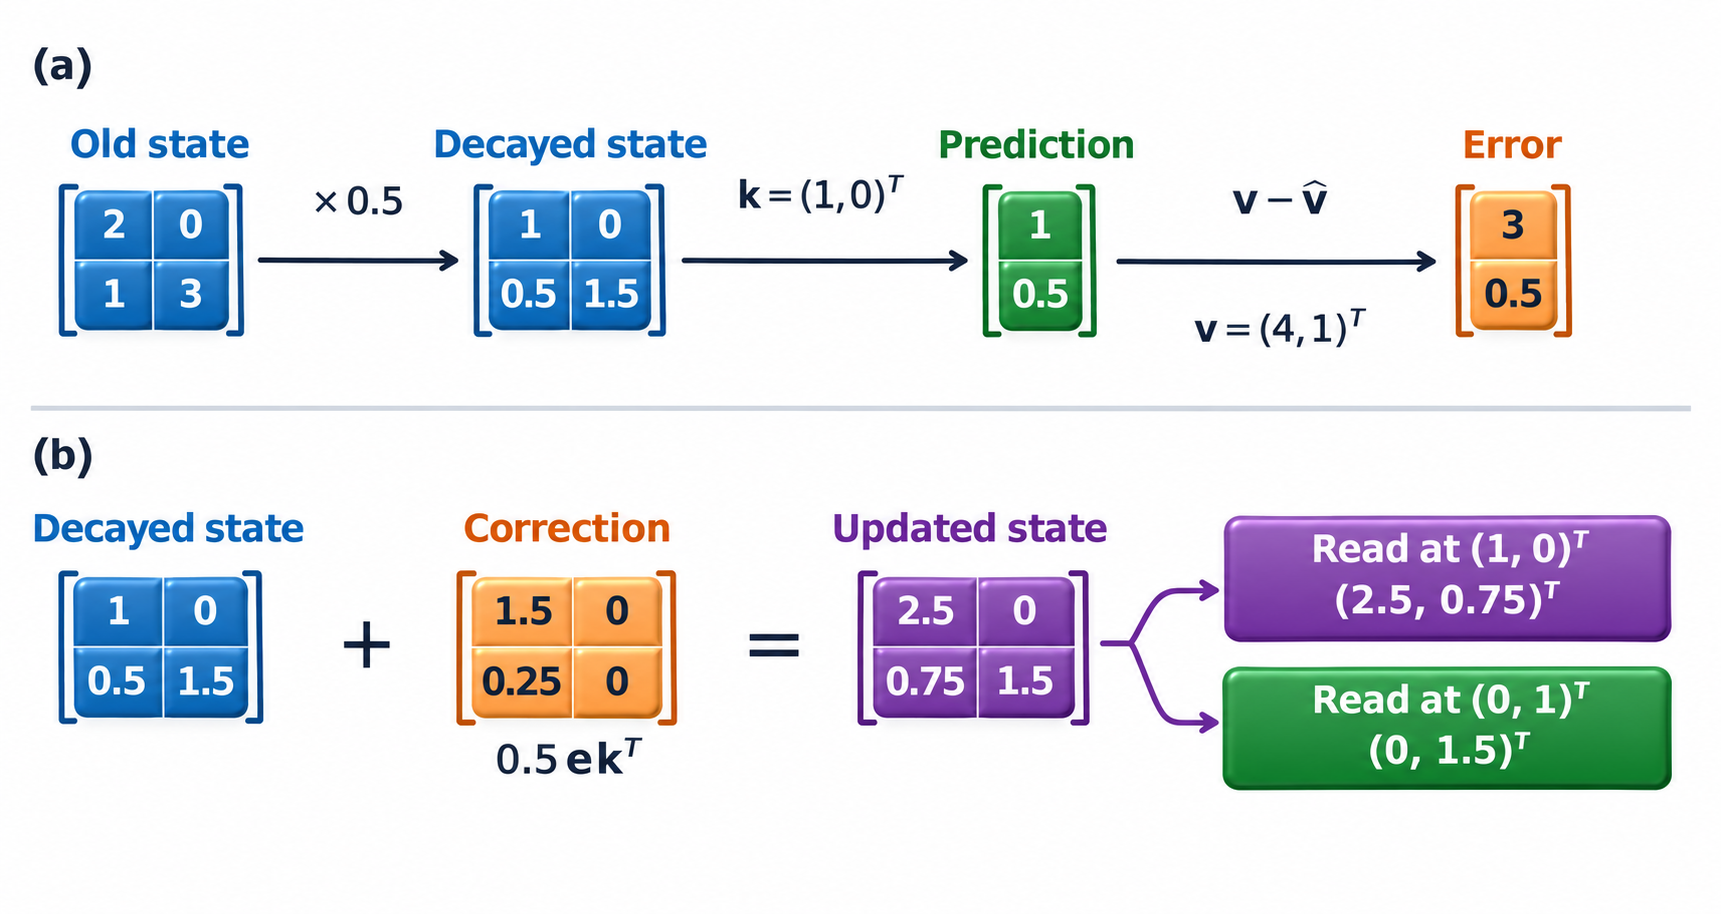 (a)
Old state
Decayed state
Prediction
Error
× 0.5
k = (1, 0)ᵀ
v − v̂
2 0
1 3
1 0
0.5 1.5
1
0.5
3
0.5
v = (4, 1)ᵀ
(b)
Decayed state
Correction
Updated state
1 0
0.5 1.5
+
1.5 0
0.25 0
=
2.5 0
0.75 1.5
0.5 ekᵀ
Read at (1, 0)ᵀ
(2.5, 0.75)ᵀ
Read at (0, 1)ᵀ
(0, 1.5)ᵀ